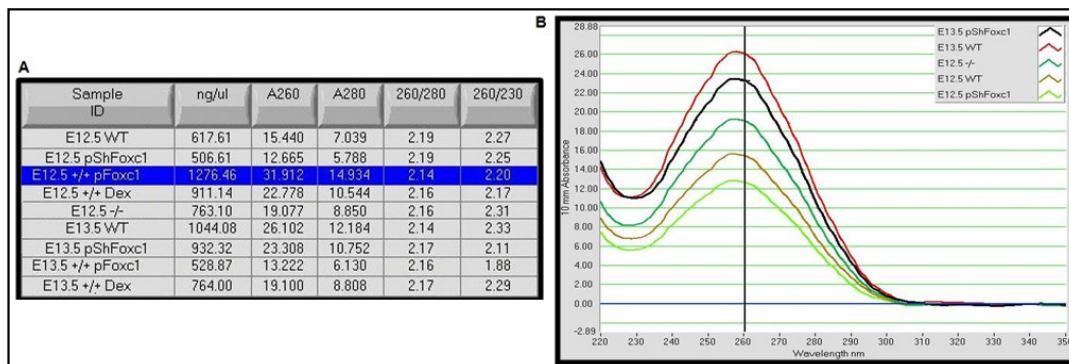 A
Sample ID ng/ul A260 A280 260/280 260/230
E12.5 WT 617.61 15.440 7.039 2.19 2.27
E12.5 pShFoxc1 506.61 12.665 5.788 2.19 2.25
E12.5 +/+ pFoxc1 1276.46 31.912 14.934 2.14 2.20
E12.5 +/+ Dex 911.14 22.778 10.544 2.16 2.17
E12.5 -/- 763.10 19.077 8.850 2.16 2.31
E13.5 WT 1044.08 26.102 12.184 2.14 2.33
E13.5 pShFoxc1 932.32 23.308 10.752 2.17 2.11
E13.5 +/+ pFoxc1 528.87 13.222 6.130 2.16 1.88
E13.5 +/+ Dex 764.00 19.100 8.808 2.17 2.29
B
E13.5 pShFoxc1
E13.5 WT
E12.5 -/-
E12.5 WT
E12.5 pShFoxc1
10 mm Absorbance
28.88
26.00
24.00
22.00
20.00
18.00
16.00
14.00
12.00
10.00
8.00
6.00
4.00
2.00
0.00
-2.89
220 230 240 250 260 270 280 290 300 310 320 330 340 350
Wavelength nm